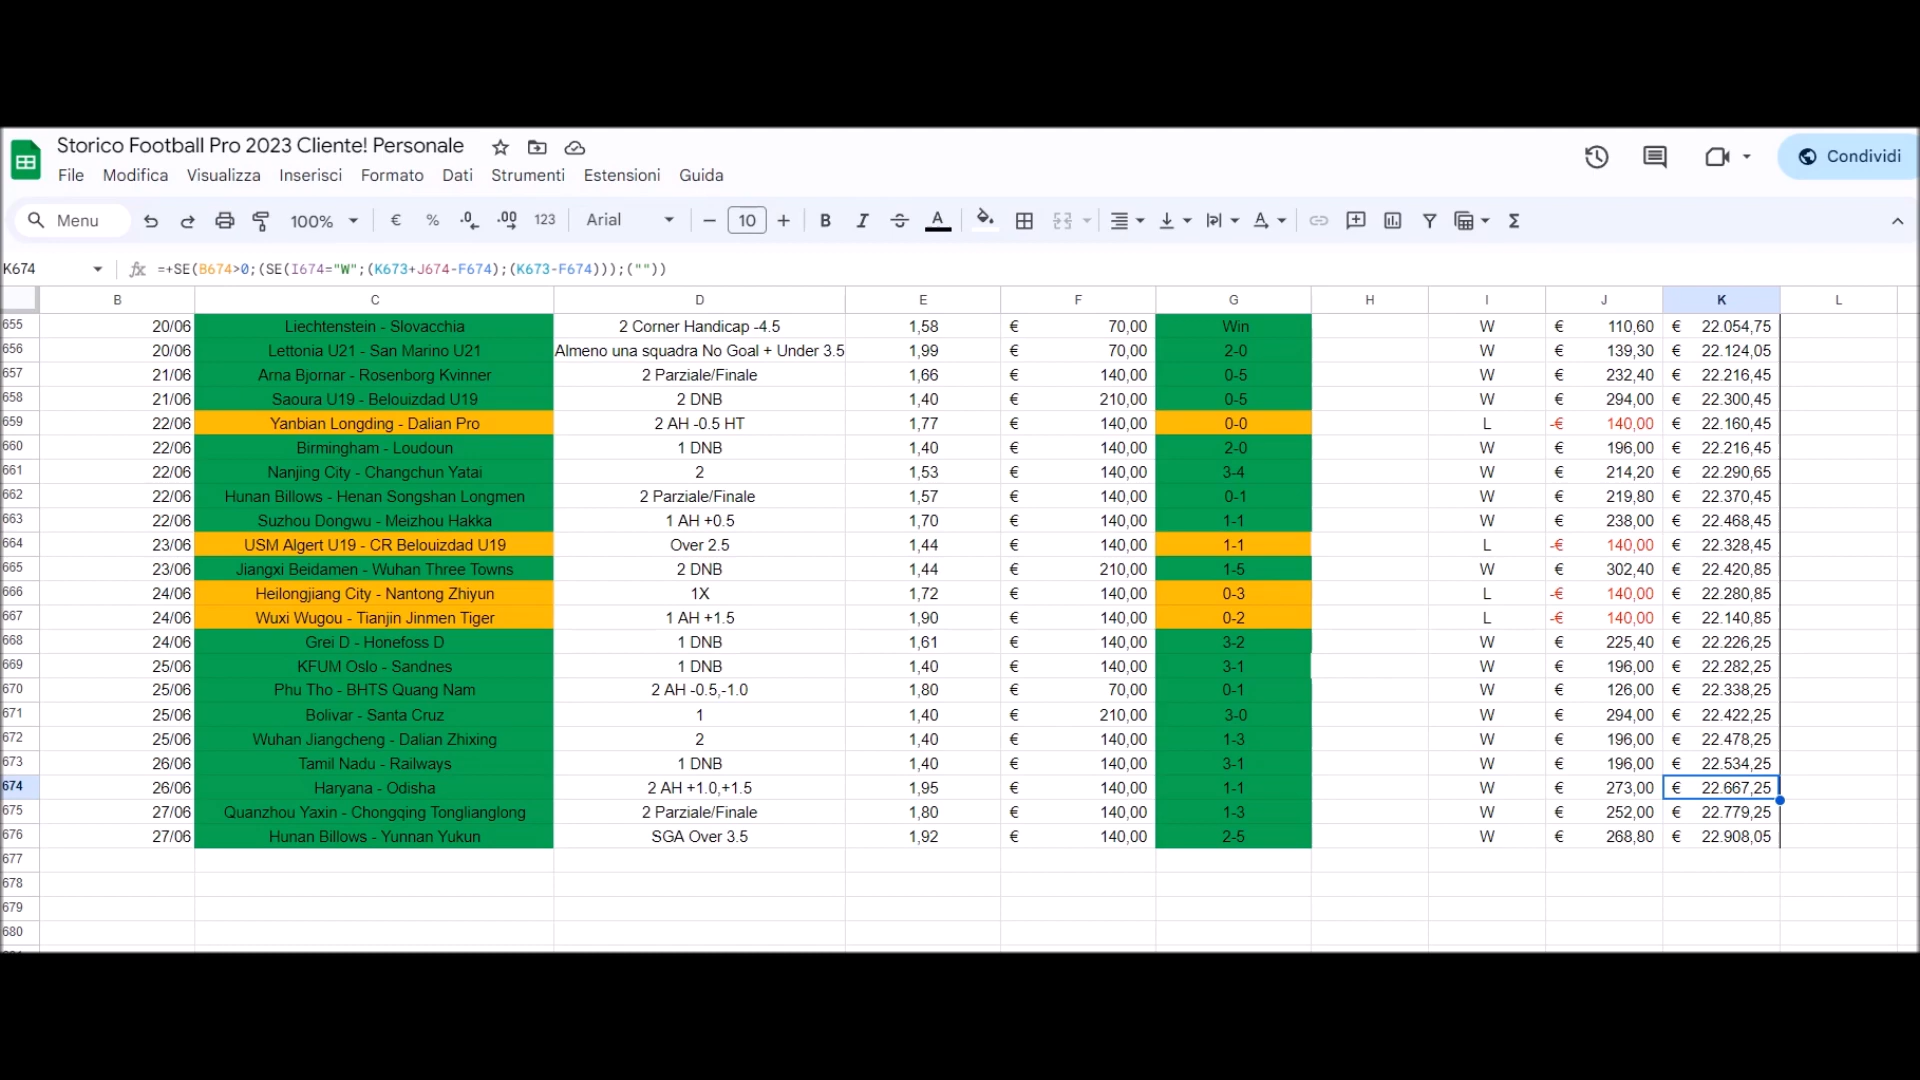 Storico Football Pro 2023 Cliente! Personale
File Modifica Visualizza Inserisci Formato Dati Strumenti Estensioni Guida
Condividi
Menu 100% € % .0 .00 123 Arial 10 B I A Σ
K674 fx =+SE(B674>0;(SE(I674="W";(K673+J674-F674);(K673-F674)));(""))
B C D E F G H I J K L
655 20/06 Liechtenstein - Slovacchia 2 Corner Handicap -4.5 1,58 € 70,00 Win W € 110,60 € 22.054,75
656 20/06 Lettonia U21 - San Marino U21 Almeno una squadra No Goal + Under 3.5 1,99 € 70,00 2-0 W € 139,30 € 22.124,05
657 21/06 Arna Bjornar - Rosenborg Kvinner 2 Parziale/Finale 1,66 € 140,00 0-5 W € 232,40 € 22.216,45
658 21/06 Saoura U19 - Belouizdad U19 2 DNB 1,40 € 210,00 0-5 W € 294,00 € 22.300,45
659 22/06 Yanbian Longding - Dalian Pro 2 AH -0.5 HT 1,77 € 140,00 0-0 L -€ 140,00 € 22.160,45
660 22/06 Birmingham - Loudoun 1 DNB 1,40 € 140,00 2-0 W € 196,00 € 22.216,45
661 22/06 Nanjing City - Changchun Yatai 2 1,53 € 140,00 3-4 W € 214,20 € 22.290,65
662 22/06 Hunan Billows - Henan Songshan Longmen 2 Parziale/Finale 1,57 € 140,00 0-1 W € 219,80 € 22.370,45
663 22/06 Suzhou Dongwu - Meizhou Hakka 1 AH +0.5 1,70 € 140,00 1-1 W € 238,00 € 22.468,45
664 23/06 USM Algert U19 - CR Belouizdad U19 Over 2.5 1,44 € 140,00 1-1 L -€ 140,00 € 22.328,45
665 23/06 Jiangxi Beidamen - Wuhan Three Towns 2 DNB 1,44 € 210,00 1-5 W € 302,40 € 22.420,85
666 24/06 Heilongjiang City - Nantong Zhiyun 1X 1,72 € 140,00 0-3 L -€ 140,00 € 22.280,85
667 24/06 Wuxi Wugou - Tianjin Jinmen Tiger 1 AH +1.5 1,90 € 140,00 0-2 L -€ 140,00 € 22.140,85
668 24/06 Grei D - Honefoss D 1 DNB 1,61 € 140,00 3-2 W € 225,40 € 22.226,25
669 25/06 KFUM Oslo - Sandnes 1 DNB 1,40 € 140,00 3-1 W € 196,00 € 22.282,25
670 25/06 Phu Tho - BHTS Quang Nam 2 AH -0.5,-1.0 1,80 € 70,00 0-1 W € 126,00 € 22.338,25
671 25/06 Bolivar - Santa Cruz 1 1,40 € 210,00 3-0 W € 294,00 € 22.422,25
672 25/06 Wuhan Jiangcheng - Dalian Zhixing 2 1,40 € 140,00 1-3 W € 196,00 € 22.478,25
673 26/06 Tamil Nadu - Railways 1 DNB 1,40 € 140,00 3-1 W € 196,00 € 22.534,25
674 26/06 Haryana - Odisha 2 AH +1.0,+1.5 1,95 € 140,00 1-1 W € 273,00 € 22.667,25
675 27/06 Quanzhou Yaxin - Chongqing Tonglianglong 2 Parziale/Finale 1,80 € 140,00 1-3 W € 252,00 € 22.779,25
676 27/06 Hunan Billows - Yunnan Yukun SGA Over 3.5 1,92 € 140,00 2-5 W € 268,80 € 22.908,05
677
678
679
680